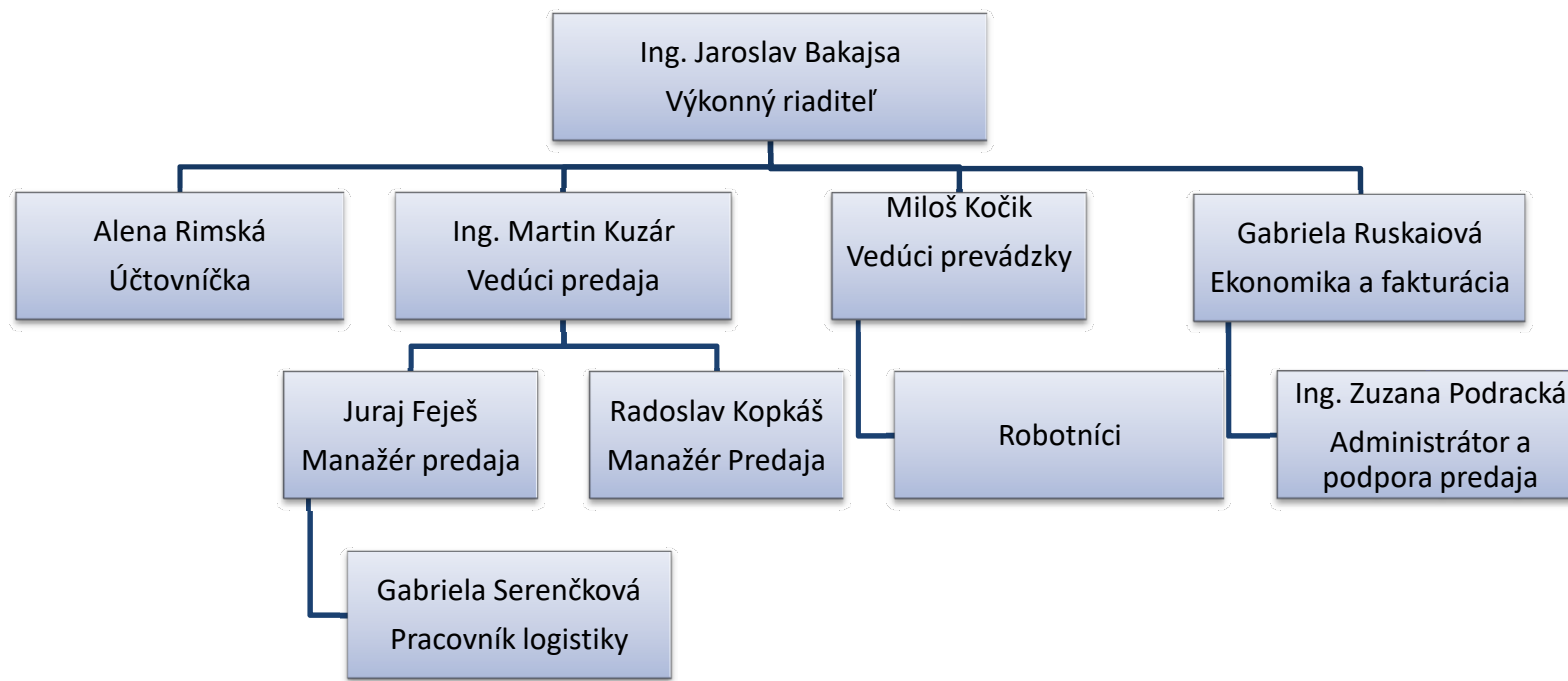 Ing. Jaroslav Bakajsa
Výkonný riaditeľ
Alena Rimská
Účtovníčka
Ing. Martin Kuzár
Vedúci predaja
Miloš Kočik
Vedúci prevádzky
Gabriela Ruskaiová
Ekonomika a fakturácia
Juraj Feješ
Manažér predaja
Radoslav Kopkáš
Manažér Predaja
Robotníci
Ing. Zuzana Podracká
Administrátor a
podpora predaja
Gabriela Serenčková
Pracovník logistiky